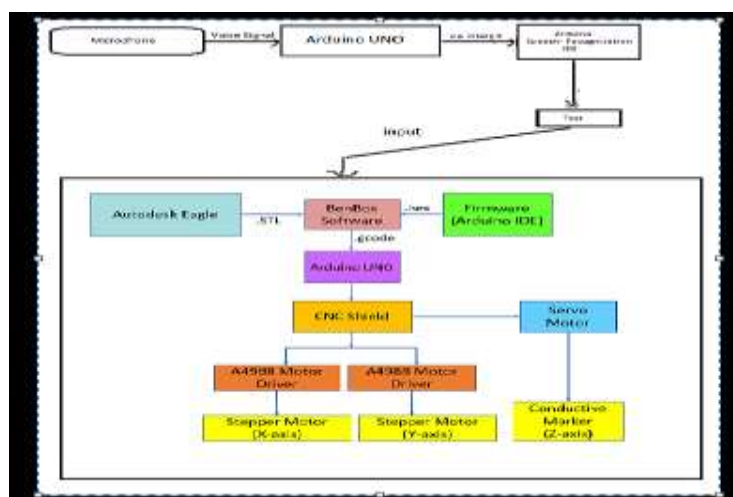 Microphone
Voice Signal
Arduino UNO
Arduino
Speech Recognition
Text
input
Autodesk Eagle
.STL
BenBox
Software
.hex
Firmware
(Arduino IDE)
.gcode
Arduino UNO
CNC Shield
Servo
Motor
A4988 Motor
Driver
A4988 Motor
Driver
Stepper Motor
(X-axis)
Stepper Motor
(Y-axis)
Conductive
Marker
(Z-axis)